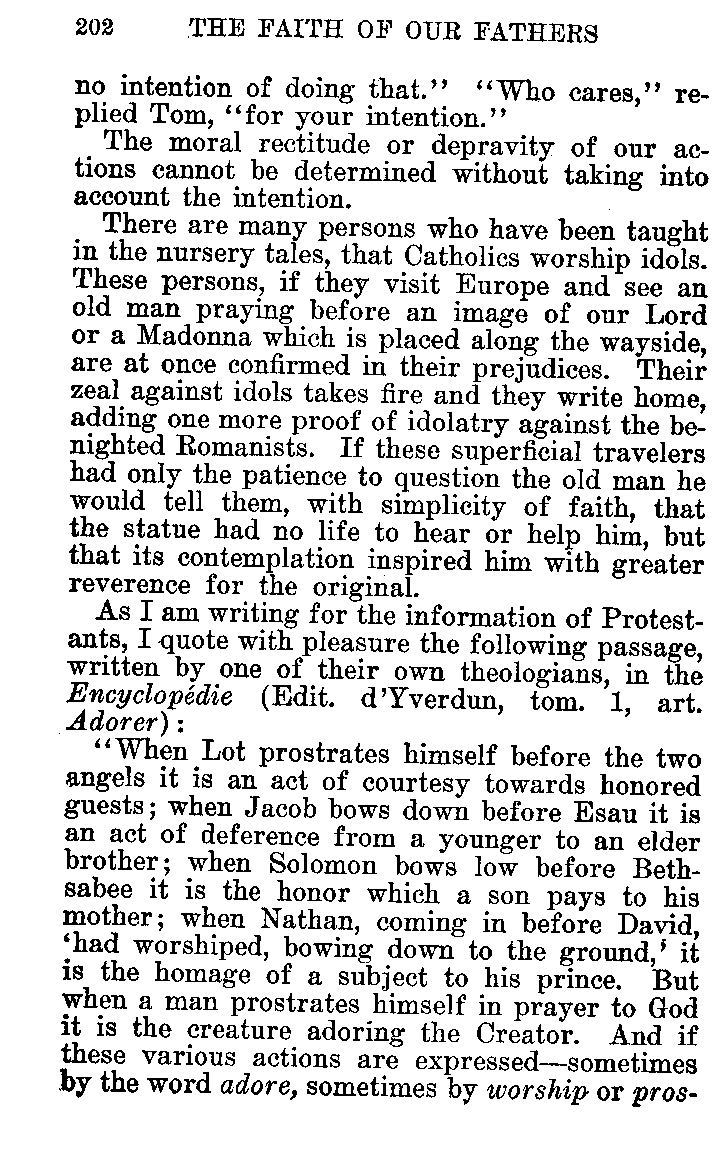 202 THE FAITH OF OUR FATHERS
no intention of doing that." "Who cares," re-
plied Tom, "for your intention."
The moral rectitude or depravity of our ac-
tions cannot be determined without taking into
account the intention.
There are many persons who have been taught
in the nursery tales, that Catholics worship idols.
These persons, if they visit Europe and see an
old man praying before an image of our Lord
or a Madonna which is placed along the wayside,
are at once confirmed in their prejudices. Their
zeal against idols takes fire and they write home,
adding one more proof of idolatry against the be-
nighted Romanists. If these superficial travelers
had only the patience to question the old man he
would tell them, with simplicity of faith, that
the statue had no life to hear or help him, but
that its contemplation inspired him with greater
reverence for the original.
As I am writing for the information of Protest-
ants, I quote with pleasure the following passage,
written by one of their own theologians, in the
Encyclopédie (Edit. d'Yverdun, tom. 1, art.
Adorer):
"When Lot prostrates himself before the two
angels it is an act of courtesy towards honored
guests; when Jacob bows down before Esau it is
an act of deference from a younger to an elder
brother; when Solomon bows low before Beth-
sabee it is the honor which a son pays to his
mother; when Nathan, coming in before David,
'had worshiped, bowing down to the ground,' it
is the homage of a subject to his prince. But
when a man prostrates himself in prayer to God
it is the creature adoring the Creator. And if
these various actions are expressed—sometimes
by the word adore, sometimes by worship or pros-